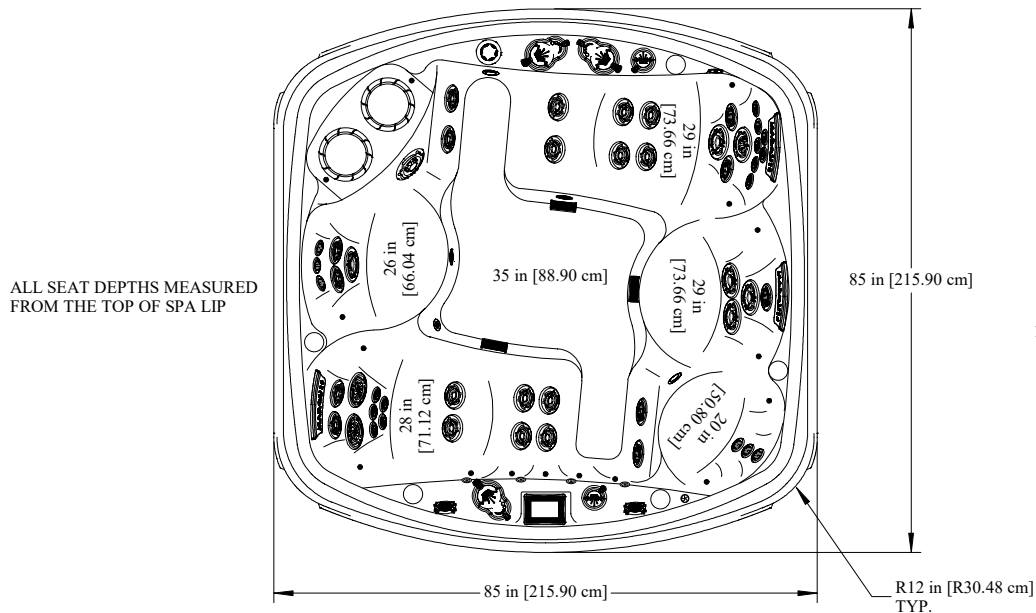 29 in
[73.66 cm]
26 in
[66.04 cm]
35 in [88.90 cm]
29 in
[73.66 cm]
85 in [215.90 cm]
ALL SEAT DEPTHS MEASURED
FROM THE TOP OF SPA LIP
28 in
[71.12 cm]
20 in
[50.80 cm]
85 in [215.90 cm]
R12 in [R30.48 cm]
TYP.